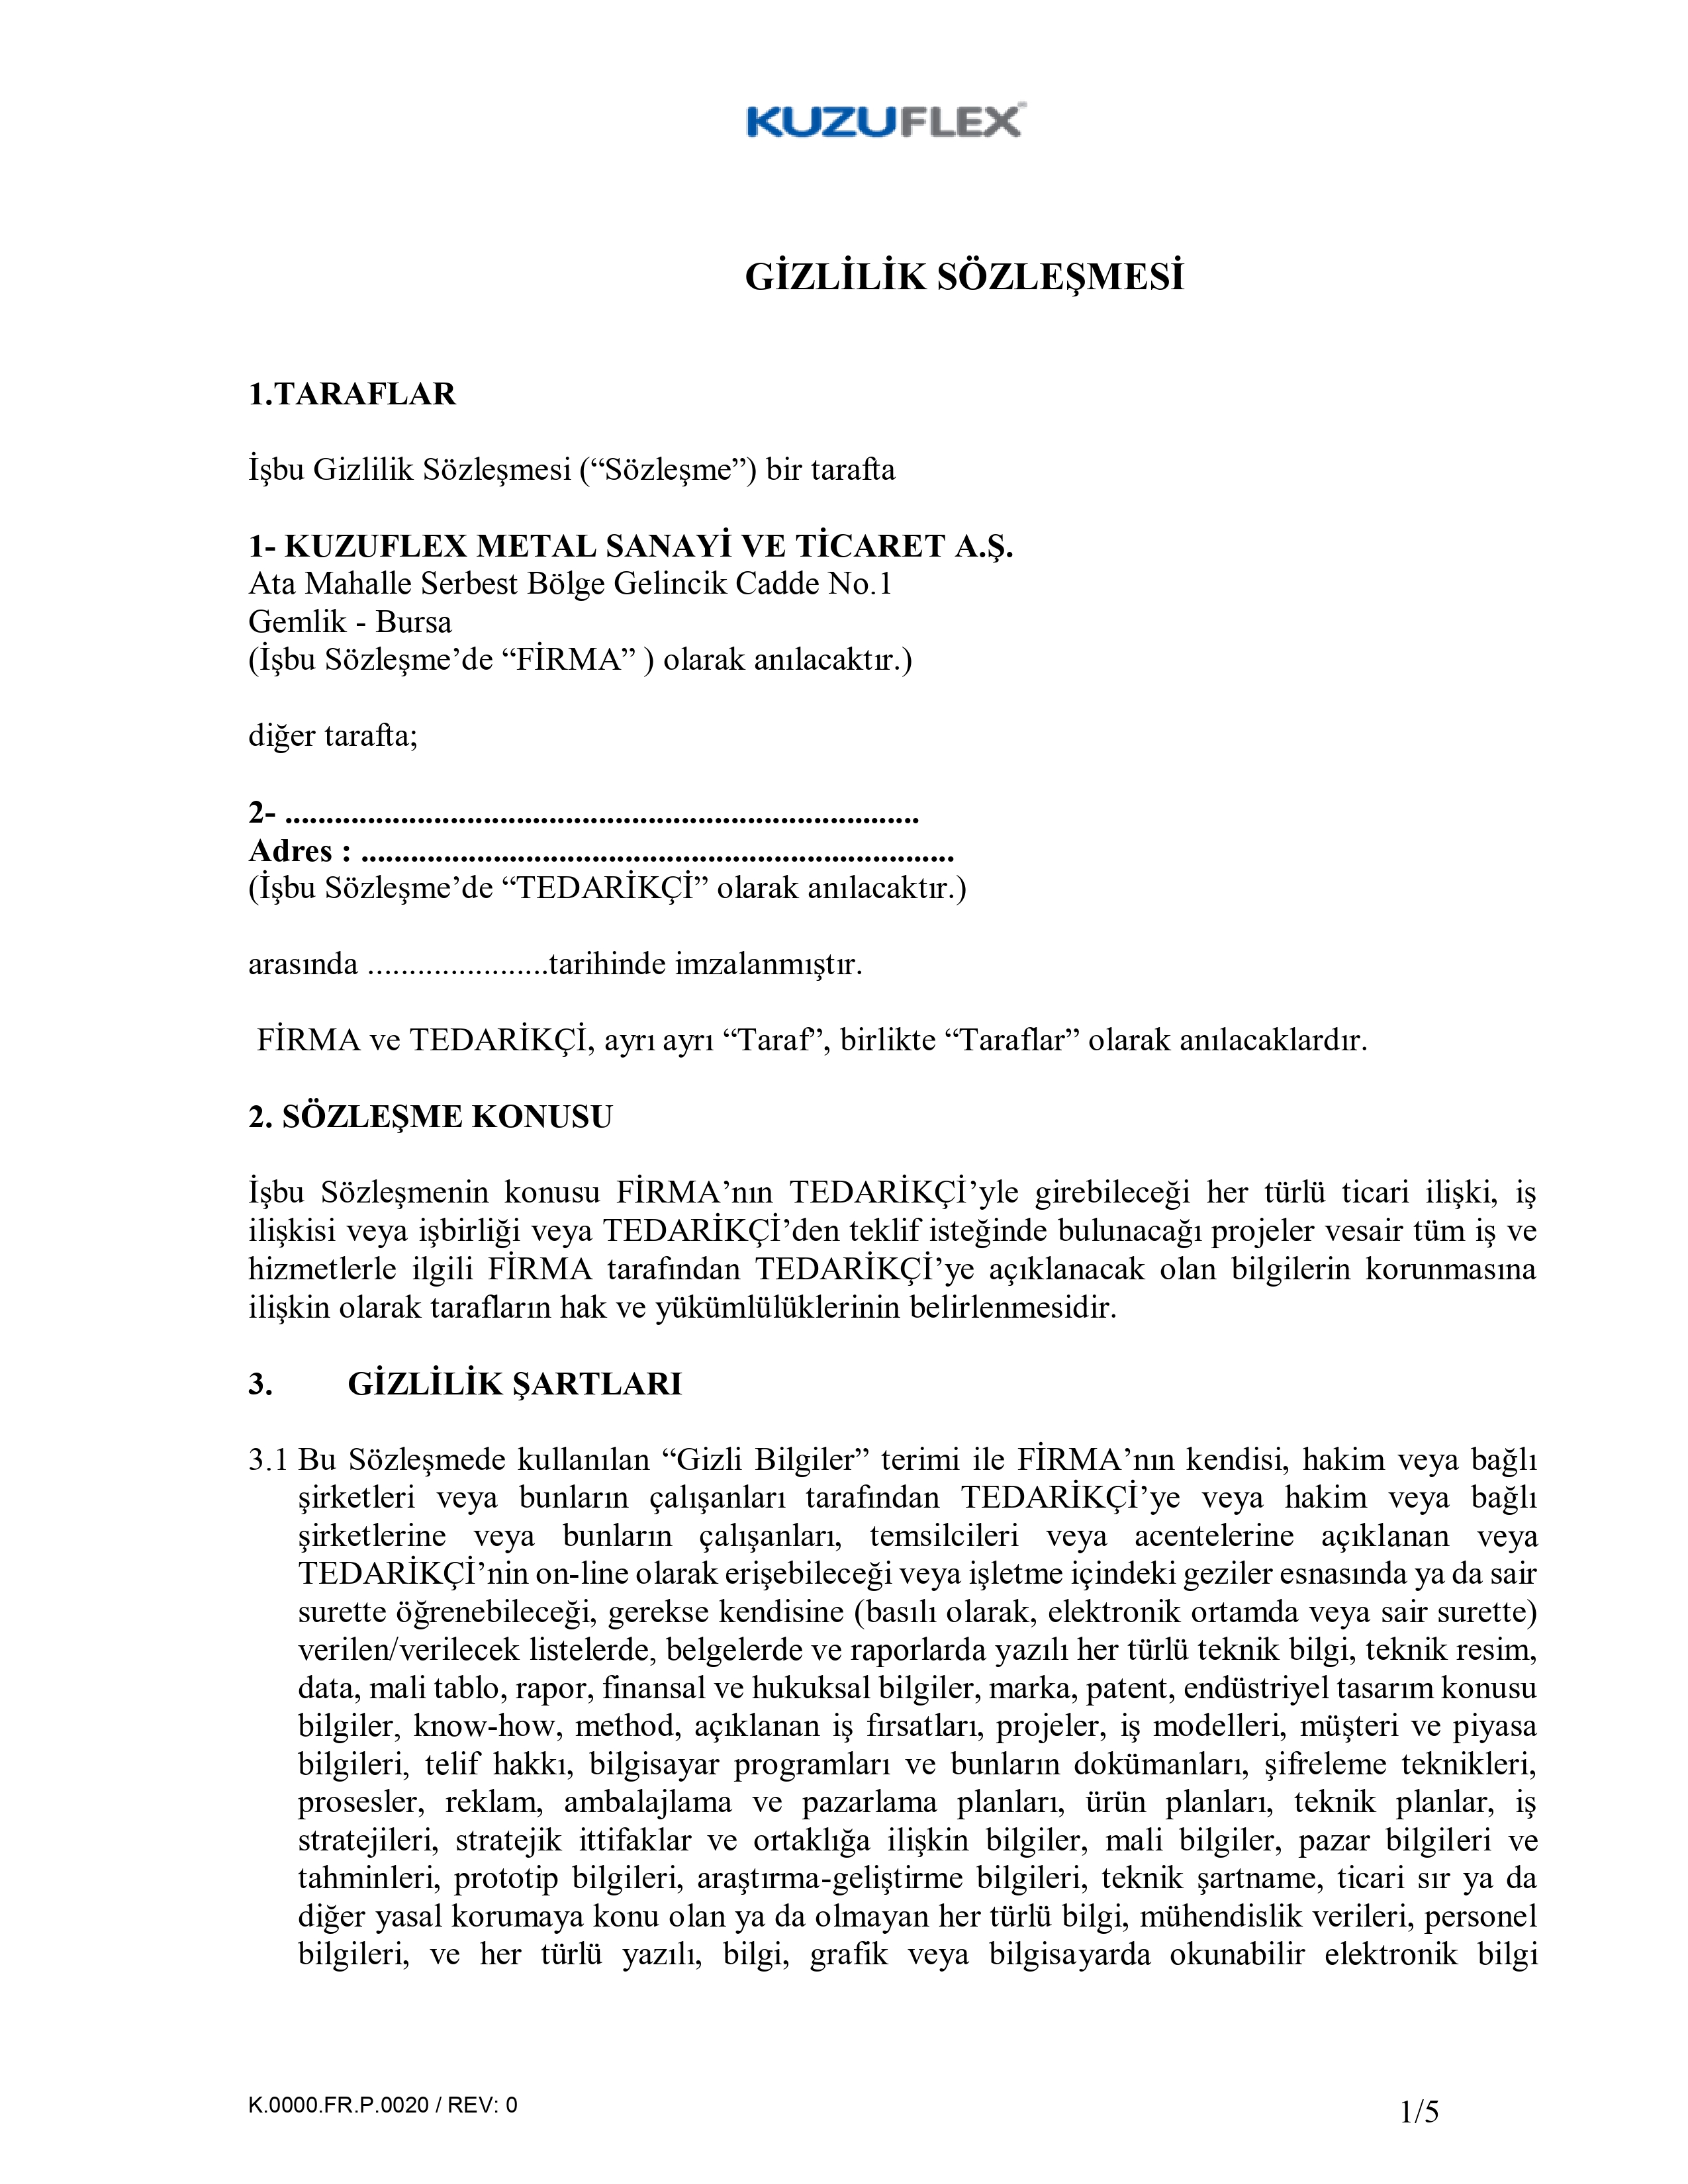 KUZUFLEX
GİZLİLİK SÖZLEŞMESİ
1.TARAFLAR
İşbu Gizlilik Sözleşmesi (“Sözleşme”) bir tarafta
1- KUZUFLEX METAL SANAYİ VE TİCARET A.Ş.
Ata Mahalle Serbest Bölge Gelincik Cadde No.1
Gemlik - Bursa
(İşbu Sözleşme’de “FİRMA” ) olarak anılacaktır.)
diğer tarafta;
2- .............................................................................
Adres : ........................................................................
(İşbu Sözleşme’de “TEDARİKÇİ” olarak anılacaktır.)
arasında ......................tarihinde imzalanmıştır.
FİRMA ve TEDARİKÇİ, ayrı ayrı “Taraf”, birlikte “Taraflar” olarak anılacaklardır.
2. SÖZLEŞME KONUSU
İşbu Sözleşmenin konusu FİRMA’nın TEDARİKÇİ’yle girebileceği her türlü ticari ilişki, iş
ilişkisi veya işbirliği veya TEDARİKÇİ’den teklif isteğinde bulunacağı projeler vesair tüm iş ve
hizmetlerle ilgili FİRMA tarafından TEDARİKÇİ’ye açıklanacak olan bilgilerin korunmasına
ilişkin olarak tarafların hak ve yükümlülüklerinin belirlenmesidir.
3. GİZLİLİK ŞARTLARI
3.1 Bu Sözleşmede kullanılan “Gizli Bilgiler” terimi ile FİRMA’nın kendisi, hakim veya bağlı
şirketleri veya bunların çalışanları tarafından TEDARİKÇİ’ye veya hakim veya bağlı
şirketlerine veya bunların çalışanları, temsilcileri veya acentelerine açıklanan veya
TEDARİKÇİ’nin on-line olarak erişebileceği veya işletme içindeki geziler esnasında ya da sair
surette öğrenebileceği, gerekse kendisine (basılı olarak, elektronik ortamda veya sair surette)
verilen/verilecek listelerde, belgelerde ve raporlarda yazılı her türlü teknik bilgi, teknik resim,
data, mali tablo, rapor, finansal ve hukuksal bilgiler, marka, patent, endüstriyel tasarım konusu
bilgiler, know-how, method, açıklanan iş fırsatları, projeler, iş modelleri, müşteri ve piyasa
bilgileri, telif hakkı, bilgisayar programları ve bunların dokümanları, şifreleme teknikleri,
prosesler, reklam, ambalajlama ve pazarlama planları, ürün planları, teknik planlar, iş
stratejileri, stratejik ittifaklar ve ortaklığa ilişkin bilgiler, mali bilgiler, pazar bilgileri ve
tahminleri, prototip bilgileri, araştırma-geliştirme bilgileri, teknik şartname, ticari sır ya da
diğer yasal korumaya konu olan ya da olmayan her türlü bilgi, mühendislik verileri, personel
bilgileri, ve her türlü yazılı, bilgi, grafik veya bilgisayarda okunabilir elektronik bilgi
K.0000.FR.P.0020 / REV: 0
1/5